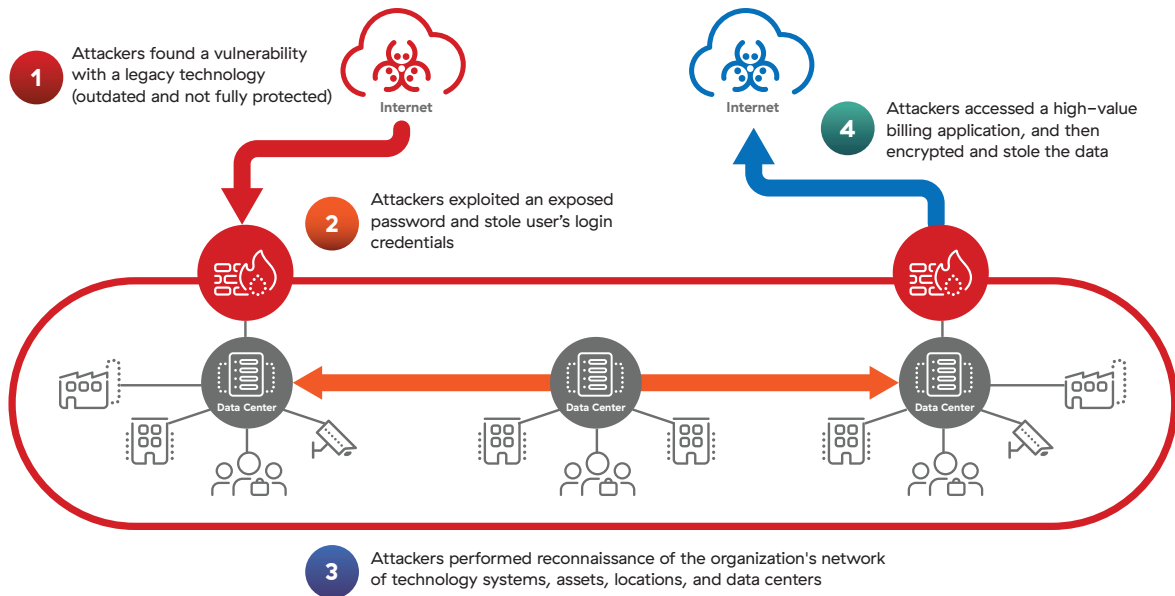 1
Attackers found a vulnerability
with a legacy technology
(outdated and not fully protected)
Internet
Internet
4
Attackers accessed a high-value
billing application, and then
encrypted and stole the data
2
Attackers exploited an exposed
password and stole user's login
credentials
Data Center
Data Center
Data Center
3
Attackers performed reconnaissance of the organization's network
of technology systems, assets, locations, and data centers